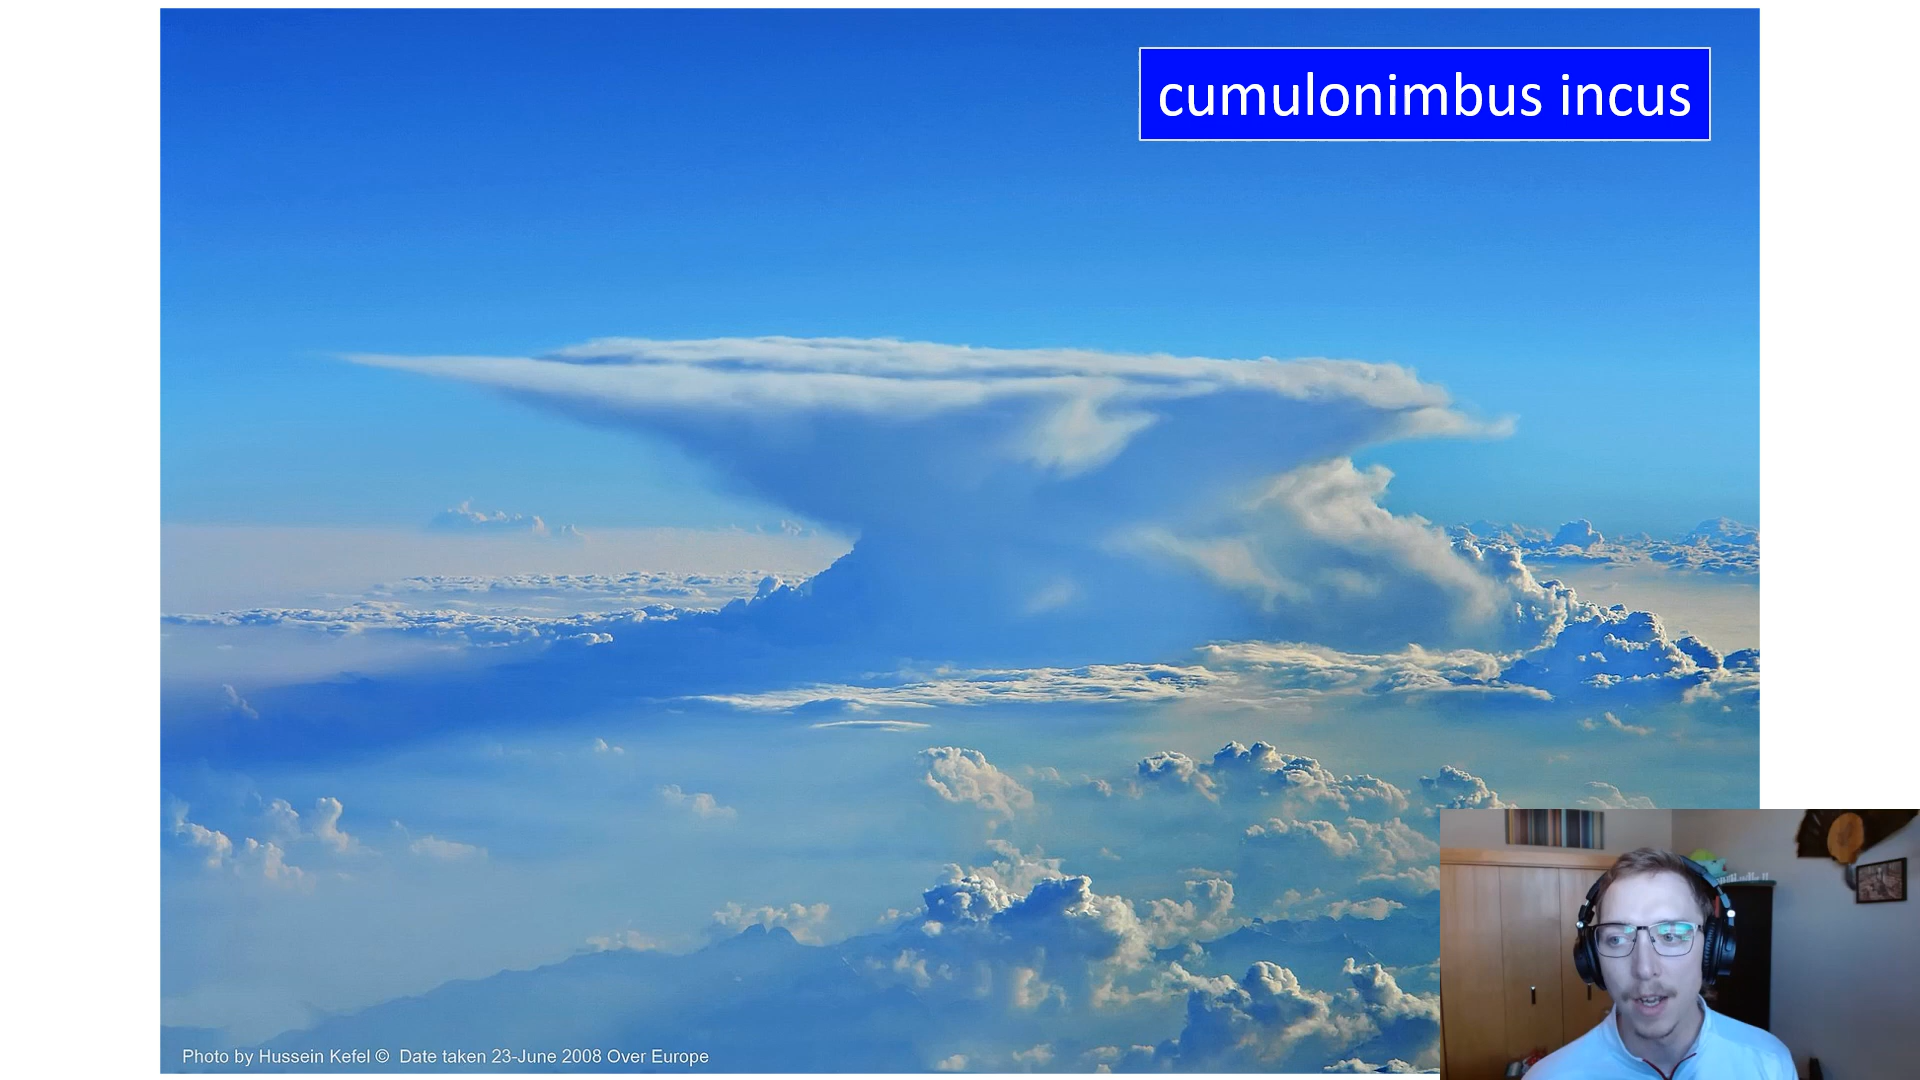 cumulonimbus incus
Photo by Hussein Kefel © Date taken 23-June 2008 Over Europe